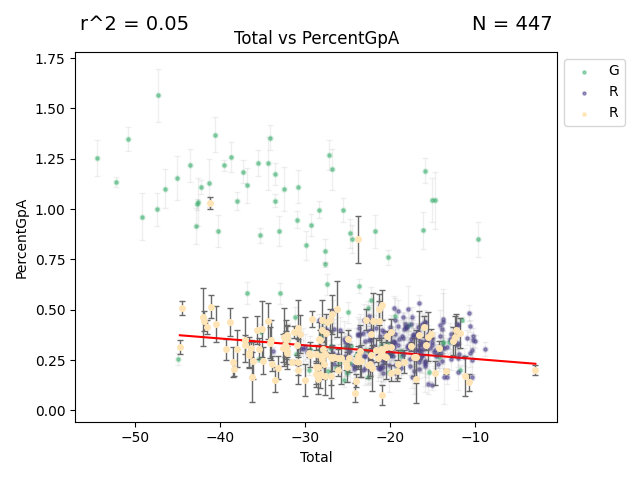 r^2 = 0.05
N = 447
Total vs PercentGpA
1.75
1.50
1.25
1.00
0.75
0.50
0.25
0.00
PercentGpA
−50
−40
−30
−20
−10
Total
G
R
R